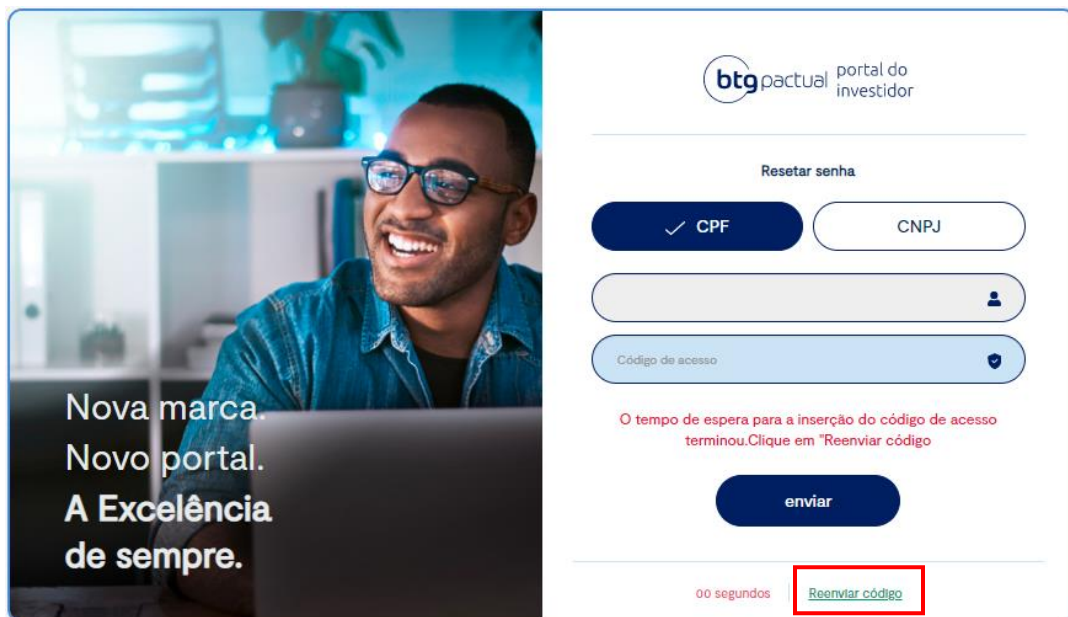 Nova marca.
Novo portal.
A Excelência
de sempre.
btg pactual portal do
investidor
Resetar senha
CPF
CNPJ
Código de acesso
O tempo de espera para a inserção do código de acesso
terminou.Clique em "Reenviar código
enviar
00 segundos
Reenviar código